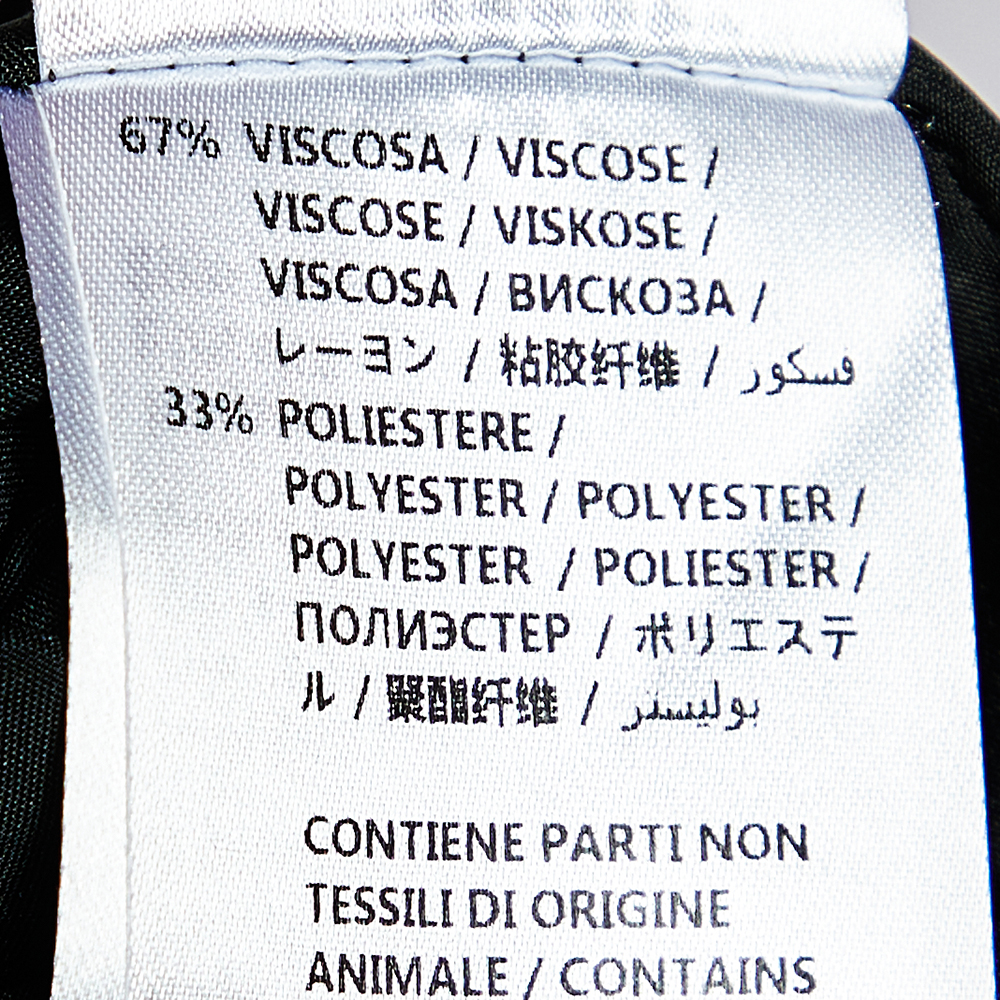 67% VISCOSA / VISCOSE /
VISCOSE / VISKOSE /
VISCOSA / ВИСКОЗА /
レーヨン / 粘胶纤维 / فسكور
33% POLIESTERE /
POLYESTER / POLYESTER /
POLYESTER / POLIESTER /
ПОЛИЭСТЕР / ポリエステ
ル / 聚酯纤维 / بوليستر
CONTIENE PARTI NON
TESSILI DI ORIGINE
ANIMALE / CONTAINS